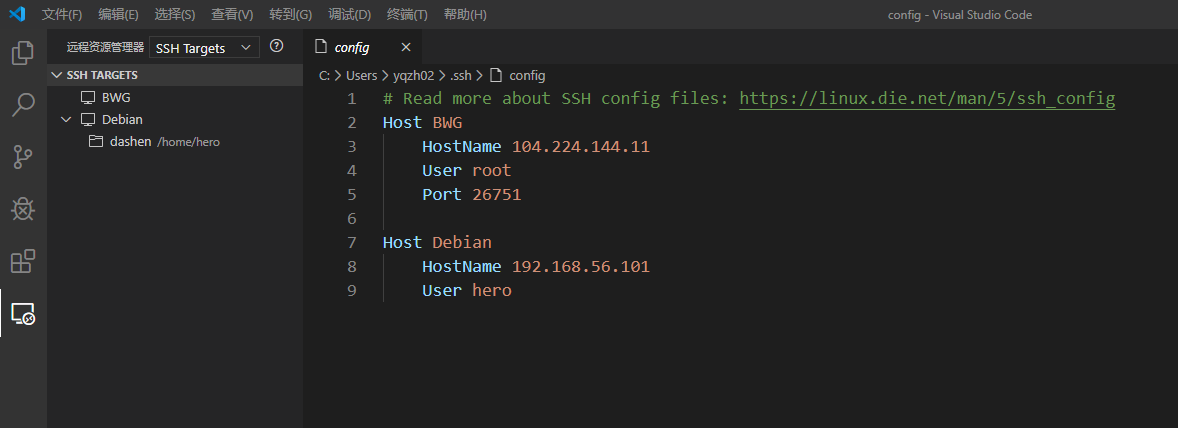 文件(F) 编辑(E) 选择(S) 查看(V) 转到(G) 调试(D) 终端(T) 帮助(H) config - Visual Studio Code
远程资源管理器 SSH Targets
SSH TARGETS
BWG
Debian
dashen /home/hero
config
C: > Users > yqzh02 > .ssh > config
1 # Read more about SSH config files: https://linux.die.net/man/5/ssh_config
2 Host BWG
3 HostName 104.224.144.11
4 User root
5 Port 26751
6
7 Host Debian
8 HostName 192.168.56.101
9 User hero